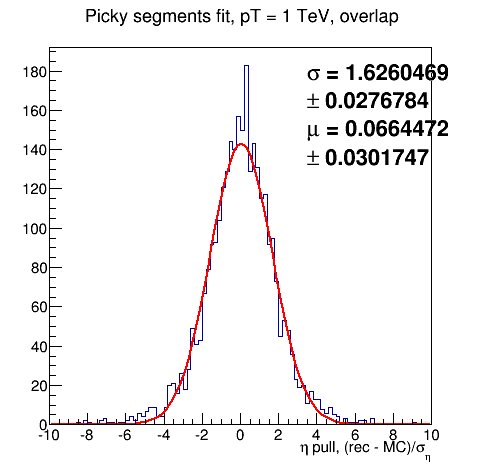 Picky segments fit, pT = 1 TeV, overlap
σ = 1.6260469
± 0.0276784
μ = 0.0664472
± 0.0301747
180
160
140
120
100
80
60
40
20
0
-10 -8 -6 -4 -2 0 2 4 6 8 10
η pull, (rec - MC)/σ_η